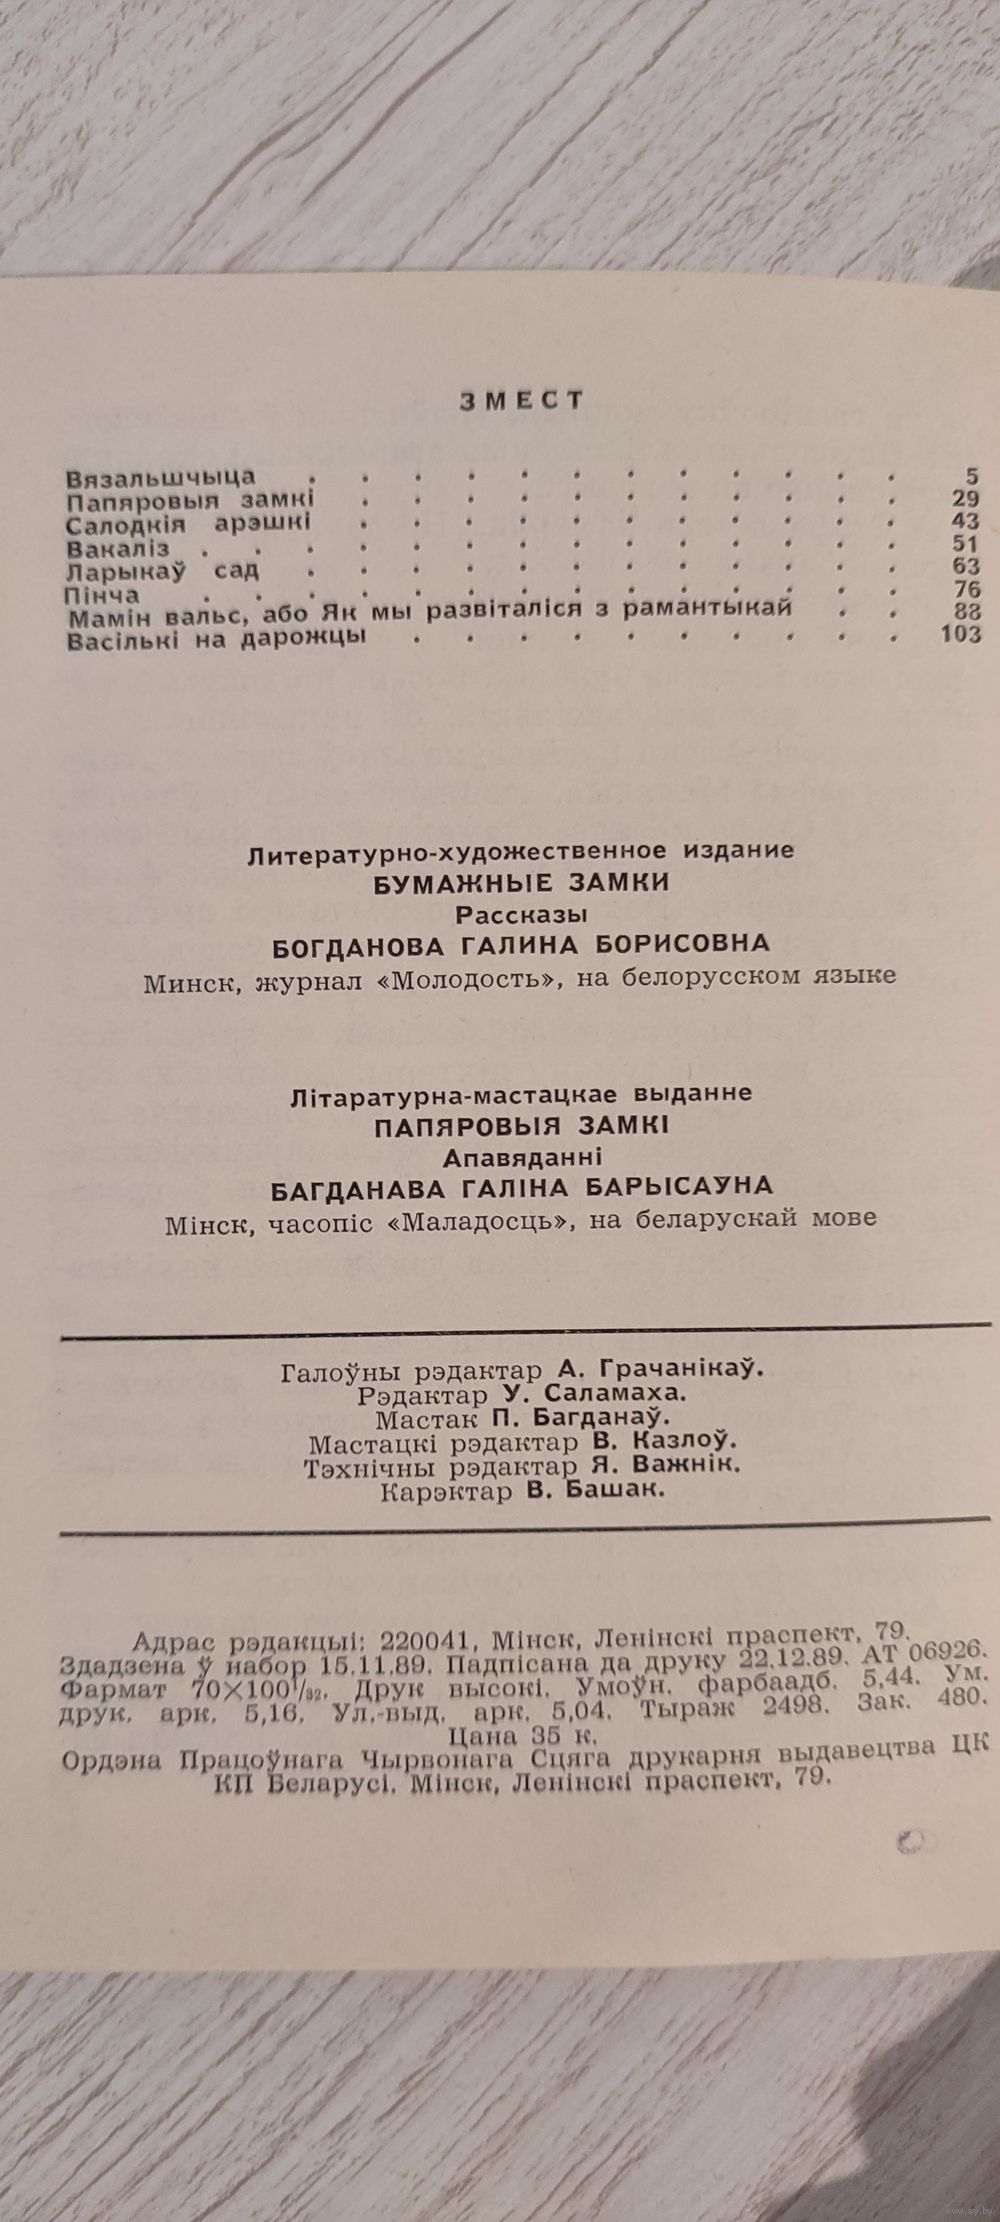 ЗМЕСТ
Вязальшчыца . . . . . . . . . . . . 5
Папяровыя замкі . . . . . . . . . . . 29
Салодкія арэшкі . . . . . . . . . . . 43
Вакаліз . . . . . . . . . . . . . . 51
Ларыкаў сад . . . . . . . . . . . . 63
Пінча . . . . . . . . . . . . . . 76
Мамін вальс, або Як мы развіталіся з рамантыкай . . 88
Васількі на дарожцы . . . . . . . . . . 103
Литературно-художественное издание
БУМАЖНЫЕ ЗАМКИ
Рассказы
БОГДАНОВА ГАЛИНА БОРИСОВНА
Минск, журнал «Молодость», на белорусском языке
Літаратурна-мастацкае выданне
ПАПЯРОВЫЯ ЗАМКІ
Апавяданні
БАГДАНАВА ГАЛІНА БАРЫСАУНА
Мінск, часопіс «Маладосць», на беларускай мове
Галоўны рэдактар А. Грачанікаў.
Рэдактар У. Саламаха.
Мастак П. Багданаў.
Мастацкі рэдактар В. Казлоў.
Тэхнічны рэдактар Я. Важнік.
Карэктар В. Башак.
Адрас рэдакцыі: 220041, Мінск, Ленінскі праспект, 79.
Здадзена ў набор 15.11.89. Падпісана да друку 22.12.89. АТ 06926.
Фармат 70×100¹/₃₂. Друк высокі. Умоўн. фарбаадб. 5,44. Ум.
друк. арк. 5,16. Ул.-выд. арк. 5,04. Тыраж 2498. Зак. 480.
Цана 35 к.
Ордэна Працоўнага Чырвонага Сцяга друкарня выдавецтва ЦК
КП Беларусі. Мінск, Ленінскі праспект, 79.
www.ay.by